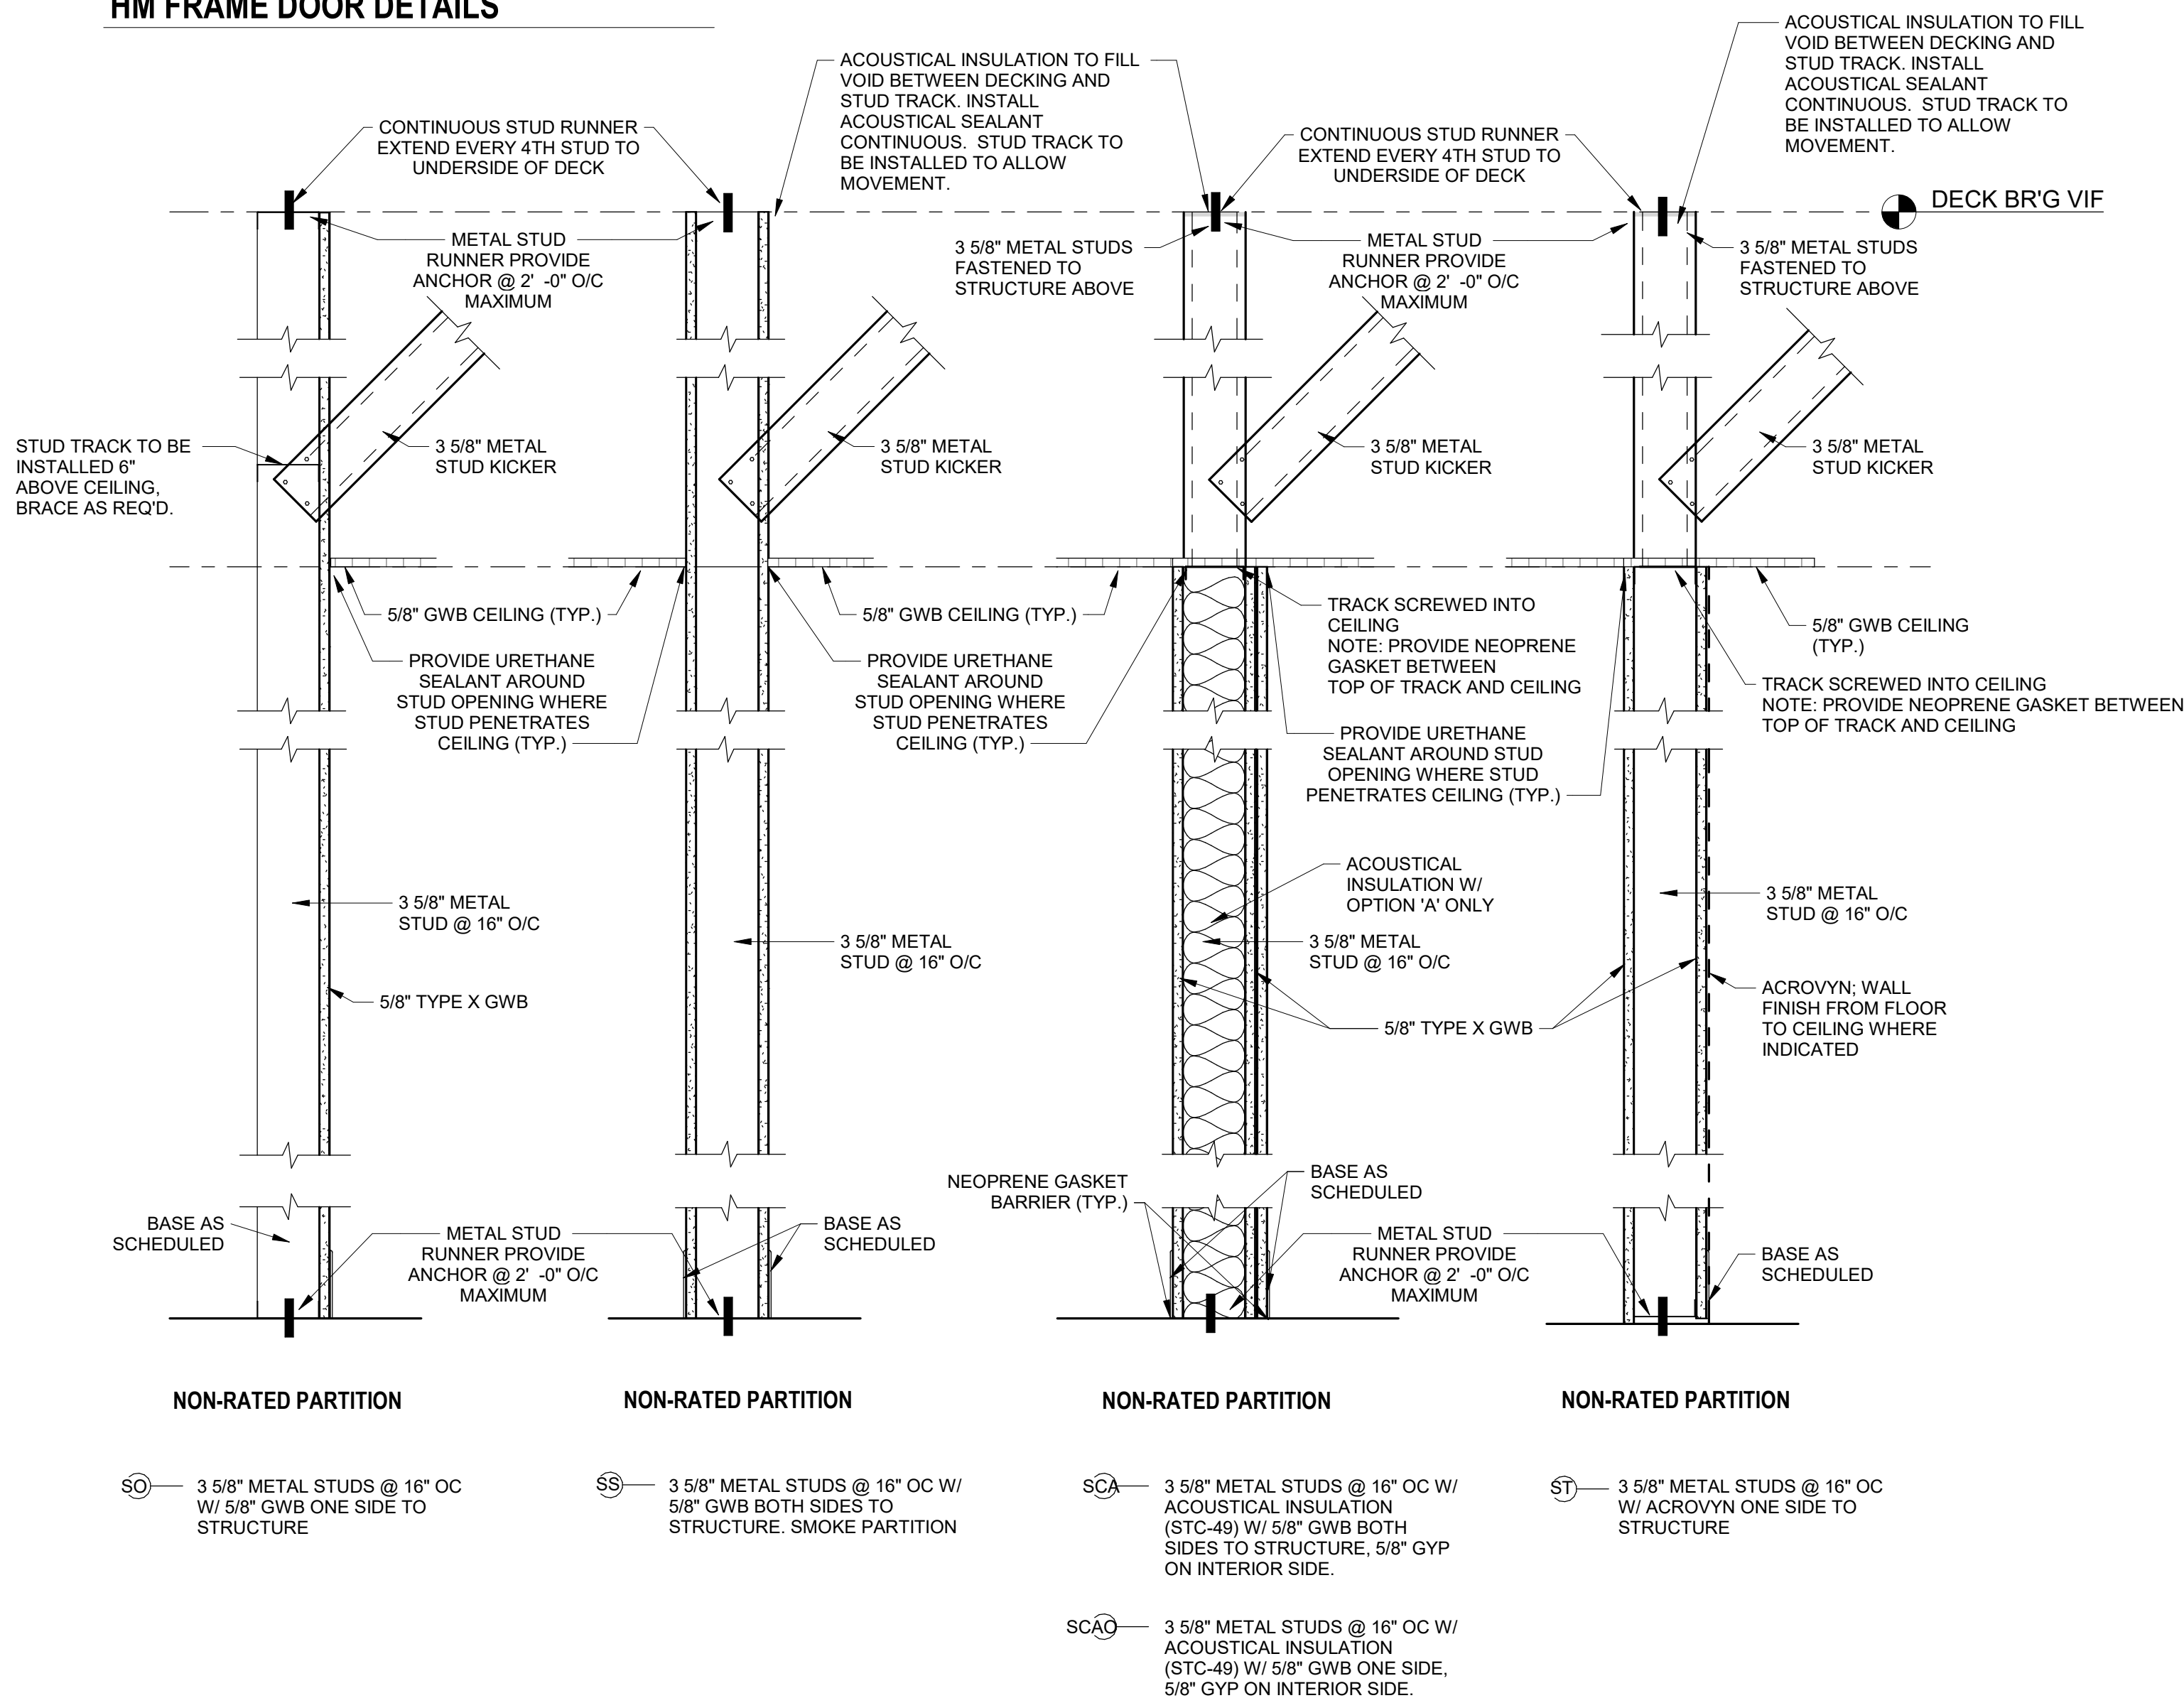 HM FRAME DOOR DETAILS
ACOUSTICAL INSULATION TO FILL
VOID BETWEEN DECKING AND
STUD TRACK. INSTALL
ACOUSTICAL SEALANT
CONTINUOUS. STUD TRACK TO
BE INSTALLED TO ALLOW
MOVEMENT.
ACOUSTICAL INSULATION TO FILL
VOID BETWEEN DECKING AND
STUD TRACK. INSTALL
ACOUSTICAL SEALANT
CONTINUOUS. STUD TRACK TO
BE INSTALLED TO ALLOW
MOVEMENT.
CONTINUOUS STUD RUNNER
EXTEND EVERY 4TH STUD TO
UNDERSIDE OF DECK
CONTINUOUS STUD RUNNER
EXTEND EVERY 4TH STUD TO
UNDERSIDE OF DECK
DECK BR'G VIF
METAL STUD
RUNNER PROVIDE
ANCHOR @ 2' -0" O/C
MAXIMUM
3 5/8" METAL STUDS
FASTENED TO
STRUCTURE ABOVE
METAL STUD
RUNNER PROVIDE
ANCHOR @ 2' -0" O/C
MAXIMUM
3 5/8" METAL STUDS
FASTENED TO
STRUCTURE ABOVE
STUD TRACK TO BE
INSTALLED 6"
ABOVE CEILING,
BRACE AS REQ'D.
3 5/8" METAL
STUD KICKER
3 5/8" METAL
STUD KICKER
3 5/8" METAL
STUD KICKER
3 5/8" METAL
STUD KICKER
5/8" GWB CEILING (TYP.)
5/8" GWB CEILING (TYP.)
TRACK SCREWED INTO
CEILING
NOTE: PROVIDE NEOPRENE
GASKET BETWEEN
TOP OF TRACK AND CEILING
5/8" GWB CEILING
(TYP.)
PROVIDE URETHANE
SEALANT AROUND
STUD OPENING WHERE
STUD PENETRATES
CEILING (TYP.)
PROVIDE URETHANE
SEALANT AROUND
STUD OPENING WHERE
STUD PENETRATES
CEILING (TYP.)
TRACK SCREWED INTO CEILING
NOTE: PROVIDE NEOPRENE GASKET BETWEEN
TOP OF TRACK AND CEILING
PROVIDE URETHANE
SEALANT AROUND STUD
OPENING WHERE STUD
PENETRATES CEILING (TYP.)
ACOUSTICAL
INSULATION W/
OPTION 'A' ONLY
3 5/8" METAL
STUD @ 16" O/C
3 5/8" METAL
STUD @ 16" O/C
3 5/8" METAL
STUD @ 16" O/C
3 5/8" METAL
STUD @ 16" O/C
5/8" TYPE X GWB
5/8" TYPE X GWB
ACROVYN; WALL
FINISH FROM FLOOR
TO CEILING WHERE
INDICATED
NEOPRENE GASKET
BARRIER (TYP.)
BASE AS
SCHEDULED
BASE AS
SCHEDULED
METAL STUD
RUNNER PROVIDE
ANCHOR @ 2' -0" O/C
MAXIMUM
BASE AS
SCHEDULED
METAL STUD
RUNNER PROVIDE
ANCHOR @ 2' -0" O/C
MAXIMUM
BASE AS
SCHEDULED
NON-RATED PARTITION
NON-RATED PARTITION
NON-RATED PARTITION
NON-RATED PARTITION
SO
3 5/8" METAL STUDS @ 16" OC
W/ 5/8" GWB ONE SIDE TO
STRUCTURE
SS
3 5/8" METAL STUDS @ 16" OC W/
5/8" GWB BOTH SIDES TO
STRUCTURE. SMOKE PARTITION
SCA
3 5/8" METAL STUDS @ 16" OC W/
ACOUSTICAL INSULATION
(STC-49) W/ 5/8" GWB BOTH
SIDES TO STRUCTURE, 5/8" GYP
ON INTERIOR SIDE.
ST
3 5/8" METAL STUDS @ 16" OC
W/ ACROVYN ONE SIDE TO
STRUCTURE
SCAO
3 5/8" METAL STUDS @ 16" OC W/
ACOUSTICAL INSULATION
(STC-49) W/ 5/8" GWB ONE SIDE,
5/8" GYP ON INTERIOR SIDE.